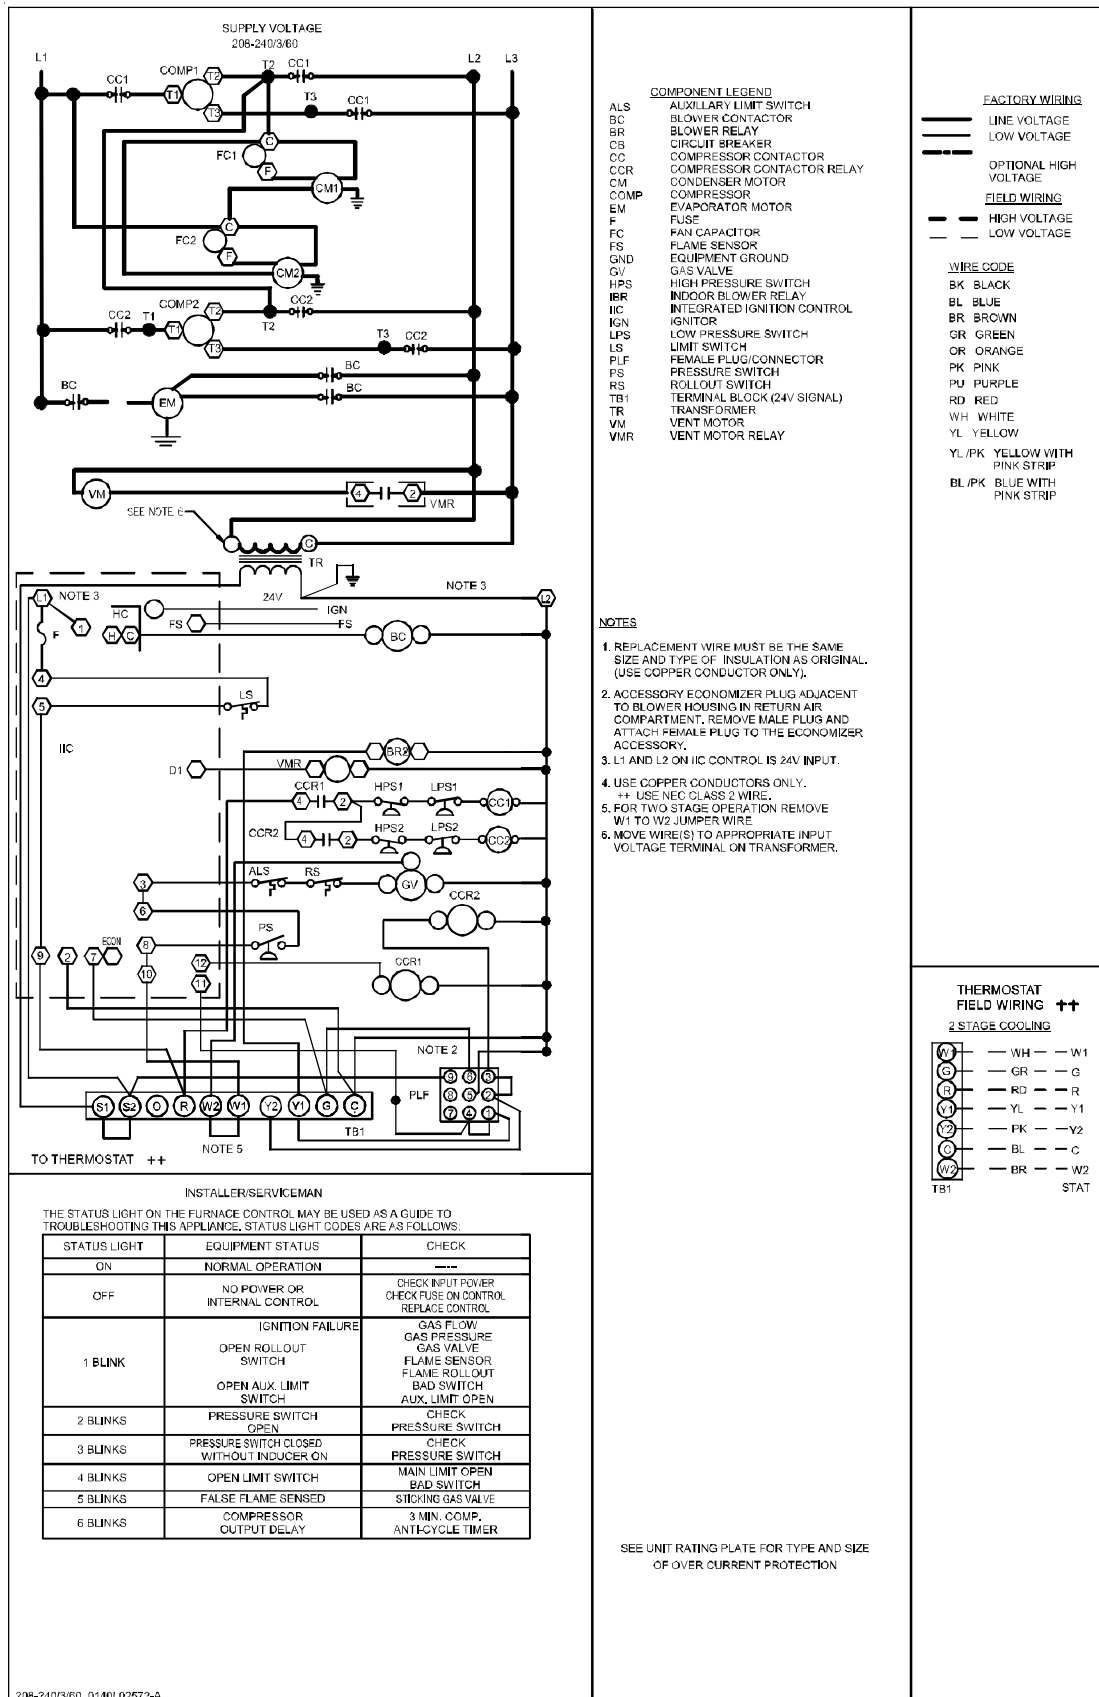 SUPPLY VOLTAGE
208-240/3/60
L1
L2
L3
CC1
COMP1
T1
T2
T3
T2
CC1
T3
CC1
C
FC1
F
CM1
C
FC2
F
CM2
CC2
T1
COMP2
T1
T2
T3
T2
CC2
T3
CC2
BC
EM
BC
BC
VM
4
2
VMR
SEE NOTE 6
C
TR
24V
NOTE 3
L1
NOTE 3
L2
F
1
HC
H
C
IGN
FS
FS
BC
4
5
LS
IIC
BR2
D1
VMR
CCR1
4
2
HPS1
LPS1
CC1
CCR2
4
2
HPS2
LPS2
CC2
3
ALS
RS
GV
CCR2
6
PS
ECON
9
2
7
8
10
12
11
CCR1
NOTE 2
9 6 3
8 5 2
7 4 1
PLF
S1 S2 O R W2 W1 Y2 Y1 G C
TB1
NOTE 5
TO THERMOSTAT ++
INSTALLER/SERVICEMAN
THE STATUS LIGHT ON THE FURNACE CONTROL MAY BE USED AS A GUIDE TO
TROUBLESHOOTING THIS APPLIANCE. STATUS LIGHT CODES ARE AS FOLLOWS:
STATUS LIGHT EQUIPMENT STATUS CHECK
ON NORMAL OPERATION ----
OFF
NO POWER OR
INTERNAL CONTROL
CHECK INPUT POWER
CHECK FUSE ON CONTROL
REPLACE CONTROL
1 BLINK
IGNITION FAILURE
OPEN ROLLOUT
SWITCH
OPEN AUX. LIMIT
SWITCH
GAS FLOW
GAS PRESSURE
GAS VALVE
FLAME SENSOR
FLAME ROLLOUT
BAD SWITCH
AUX. LIMIT OPEN
2 BLINKS
PRESSURE SWITCH
OPEN
CHECK
PRESSURE SWITCH
3 BLINKS
PRESSURE SWITCH CLOSED
WITHOUT INDUCER ON
CHECK
PRESSURE SWITCH
4 BLINKS
OPEN LIMIT SWITCH
MAIN LIMIT OPEN
BAD SWITCH
5 BLINKS FALSE FLAME SENSED STICKING GAS VALVE
6 BLINKS
COMPRESSOR
OUTPUT DELAY
3 MIN. COMP.
ANTI-CYCLE TIMER
208-240/3/60 0140L02572-A
COMPONENT LEGEND
ALS AUXILLARY LIMIT SWITCH
BC BLOWER CONTACTOR
BR BLOWER RELAY
CB CIRCUIT BREAKER
CC COMPRESSOR CONTACTOR
CCR COMPRESSOR CONTACTOR RELAY
CM CONDENSER MOTOR
COMP COMPRESSOR
EM EVAPORATOR MOTOR
F FUSE
FC FAN CAPACITOR
FS FLAME SENSOR
GND EQUIPMENT GROUND
GV GAS VALVE
HPS HIGH PRESSURE SWITCH
IBR INDOOR BLOWER RELAY
IIC INTEGRATED IGNITION CONTROL
IGN IGNITOR
LPS LOW PRESSURE SWITCH
LS LIMIT SWITCH
PLF FEMALE PLUG/CONNECTOR
PS PRESSURE SWITCH
RS ROLLOUT SWITCH
TB1 TERMINAL BLOCK (24V SIGNAL)
TR TRANSFORMER
VM VENT MOTOR
VMR VENT MOTOR RELAY
NOTES
1. REPLACEMENT WIRE MUST BE THE SAME
SIZE AND TYPE OF INSULATION AS ORIGINAL.
(USE COPPER CONDUCTOR ONLY).
2. ACCESSORY ECONOMIZER PLUG ADJACENT
TO BLOWER HOUSING IN RETURN AIR
COMPARTMENT. REMOVE MALE PLUG AND
ATTACH FEMALE PLUG TO THE ECONOMIZER
ACCESSORY.
3. L1 AND L2 ON IIC CONTROL IS 24V INPUT.
4. USE COPPER CONDUCTORS ONLY.
++ USE NEC CLASS 2 WIRE.
5. FOR TWO STAGE OPERATION REMOVE
W1 TO W2 JUMPER WIRE
6. MOVE WIRE(S) TO APPROPRIATE INPUT
VOLTAGE TERMINAL ON TRANSFORMER.
SEE UNIT RATING PLATE FOR TYPE AND SIZE
OF OVER CURRENT PROTECTION
FACTORY WIRING
LINE VOLTAGE
LOW VOLTAGE
OPTIONAL HIGH
VOLTAGE
FIELD WIRING
HIGH VOLTAGE
LOW VOLTAGE
WIRE CODE
BK BLACK
BL BLUE
BR BROWN
GR GREEN
OR ORANGE
PK PINK
PU PURPLE
RD RED
WH WHITE
YL YELLOW
YL /PK YELLOW WITH
PINK STRIP
BL /PK BLUE WITH
PINK STRIP
THERMOSTAT
FIELD WIRING ++
2 STAGE COOLING
W1 WH W1
G GR G
R RD R
Y1 YL Y1
Y2 PK Y2
C BL C
W2 BR W2
TB1 STAT